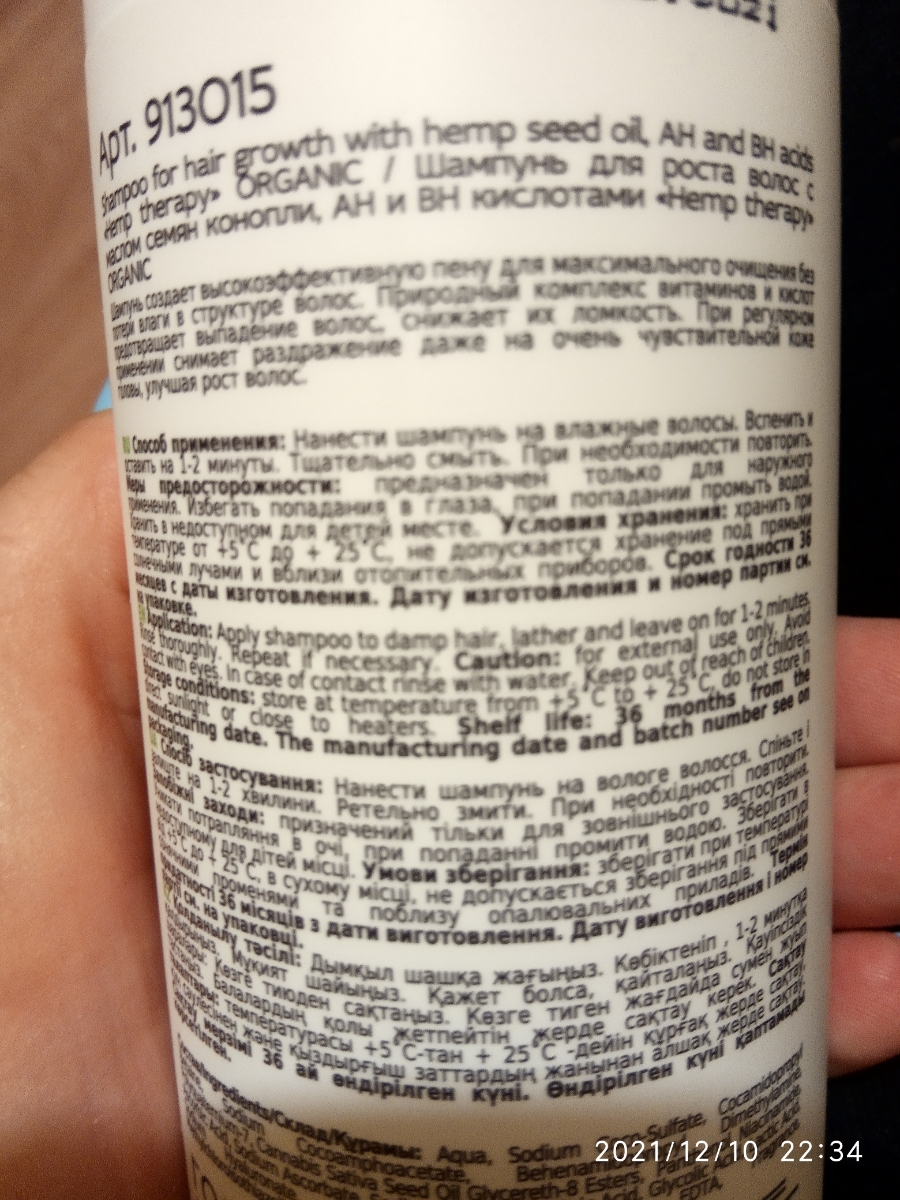 Арт. 913015
Shampoo for hair growth with hemp seed oil, AH and BH acids
«Hemp therapy» ORGANIC / Шампунь для роста волос с
маслом семян конопли, АН и ВН кислотами «Hemp therapy»
ORGANIC
Шампунь создает высокоэффективную пену для максимального очищения без
потери влаги в структуре волос. Природный комплекс витаминов и кислот
предотвращает выпадение волос, снижает их ломкость. При регулярном
применении снимает раздражение даже на очень чувствительной коже
головы, улучшая рост волос.
Способ применения: Нанести шампунь на влажные волосы. Вспенить и
оставить на 1-2 минуты. Тщательно смыть. При необходимости повторить.
Меры предосторожности: предназначен только для наружного
применения. Избегать попадания в глаза, при попадании промыть водой.
Хранить в недоступном для детей месте. Условия хранения: хранить при
температуре от +5°C до + 25°C, не допускается хранение под прямыми
солнечными лучами и вблизи отопительных приборов. Срок годности 36
месяцев с даты изготовления. Дату изготовления и номер партии см.
на упаковке.
Application: Apply shampoo to damp hair, lather and leave on for 1-2 minutes.
Rinse thoroughly. Repeat if necessary. Caution: for external use only. Avoid
contact with eyes. In case of contact rinse with water. Keep out of reach of children.
Storage conditions: store at temperature from +5°C to + 25°C, do not store in
direct sunlight or close to heaters. Shelf life: 36 months from the
manufacturing date. The manufacturing date and batch number see on
packaging.
Спосіб застосування: Нанести шампунь на вологе волосся. Спіньте і
залиште на 1-2 хвилини. Ретельно змити. При необхідності повторити.
Запобіжні заходи: призначений тільки для зовнішнього застосування.
Уникати потрапляння в очі, при попаданні промити водою. Зберігати в
недоступному для дітей місці. Умови зберігання: зберігати при температурі
від +5°C до + 25°C, в сухому місці, не допускається зберігання під прямими
сонячними променями та поблизу опалювальних приладів. Термін
придатності 36 місяців з дати виготовлення. Дату виготовлення і номер
партії см. на упаковці.
Қолданылу тәсілі: Дымқыл шашқа жағыңыз. Көбіктеніп , 1-2 минутқа
Мұқият шайыңыз. Қажет болса, қайталаңыз. Қауіпсіздік
Көзге тиюден сақтаңыз. Көзге тиген жағдайда сумен жуып
балалардың қолы жетпейтін жерде, сақтау керек. Сақтау
температурасы +5°C-тан + 25°C -дейін құрғақ жерде сақтау,
және қыздырғыш заттардың жанынан алшақ жерде сақтау.
мерзімі 36 ай өндірілген күні. Өндірілген күні қаптамада
/Склад/Құрамы: Aqua, Sodium
Sodium Cocoamphoacetate, Cocamidopropyl
Cannabis Sativa Seed Oil Glycereth-8 Esters, Dimethylamine,
Sodium Ascorbate Niacinamide,
Glycolic Acid,
EDTA.
2021/12/10 22:34